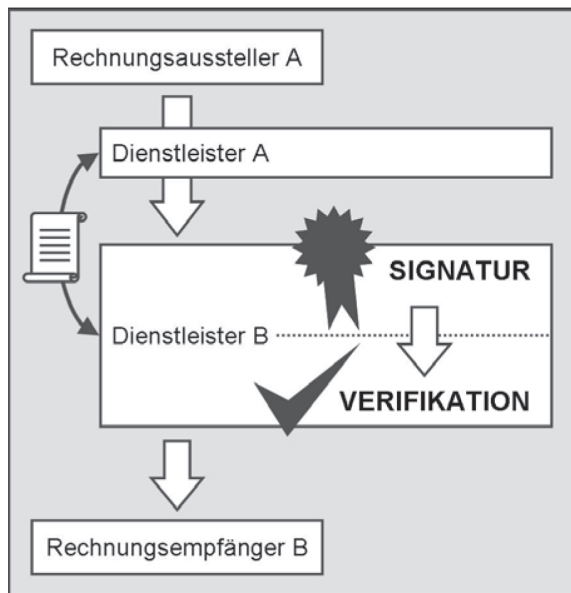 Rechnungsaussteller A
Dienstleister A
SIGNATUR
Dienstleister B
VERIFIKATION
Rechnungsempfänger B